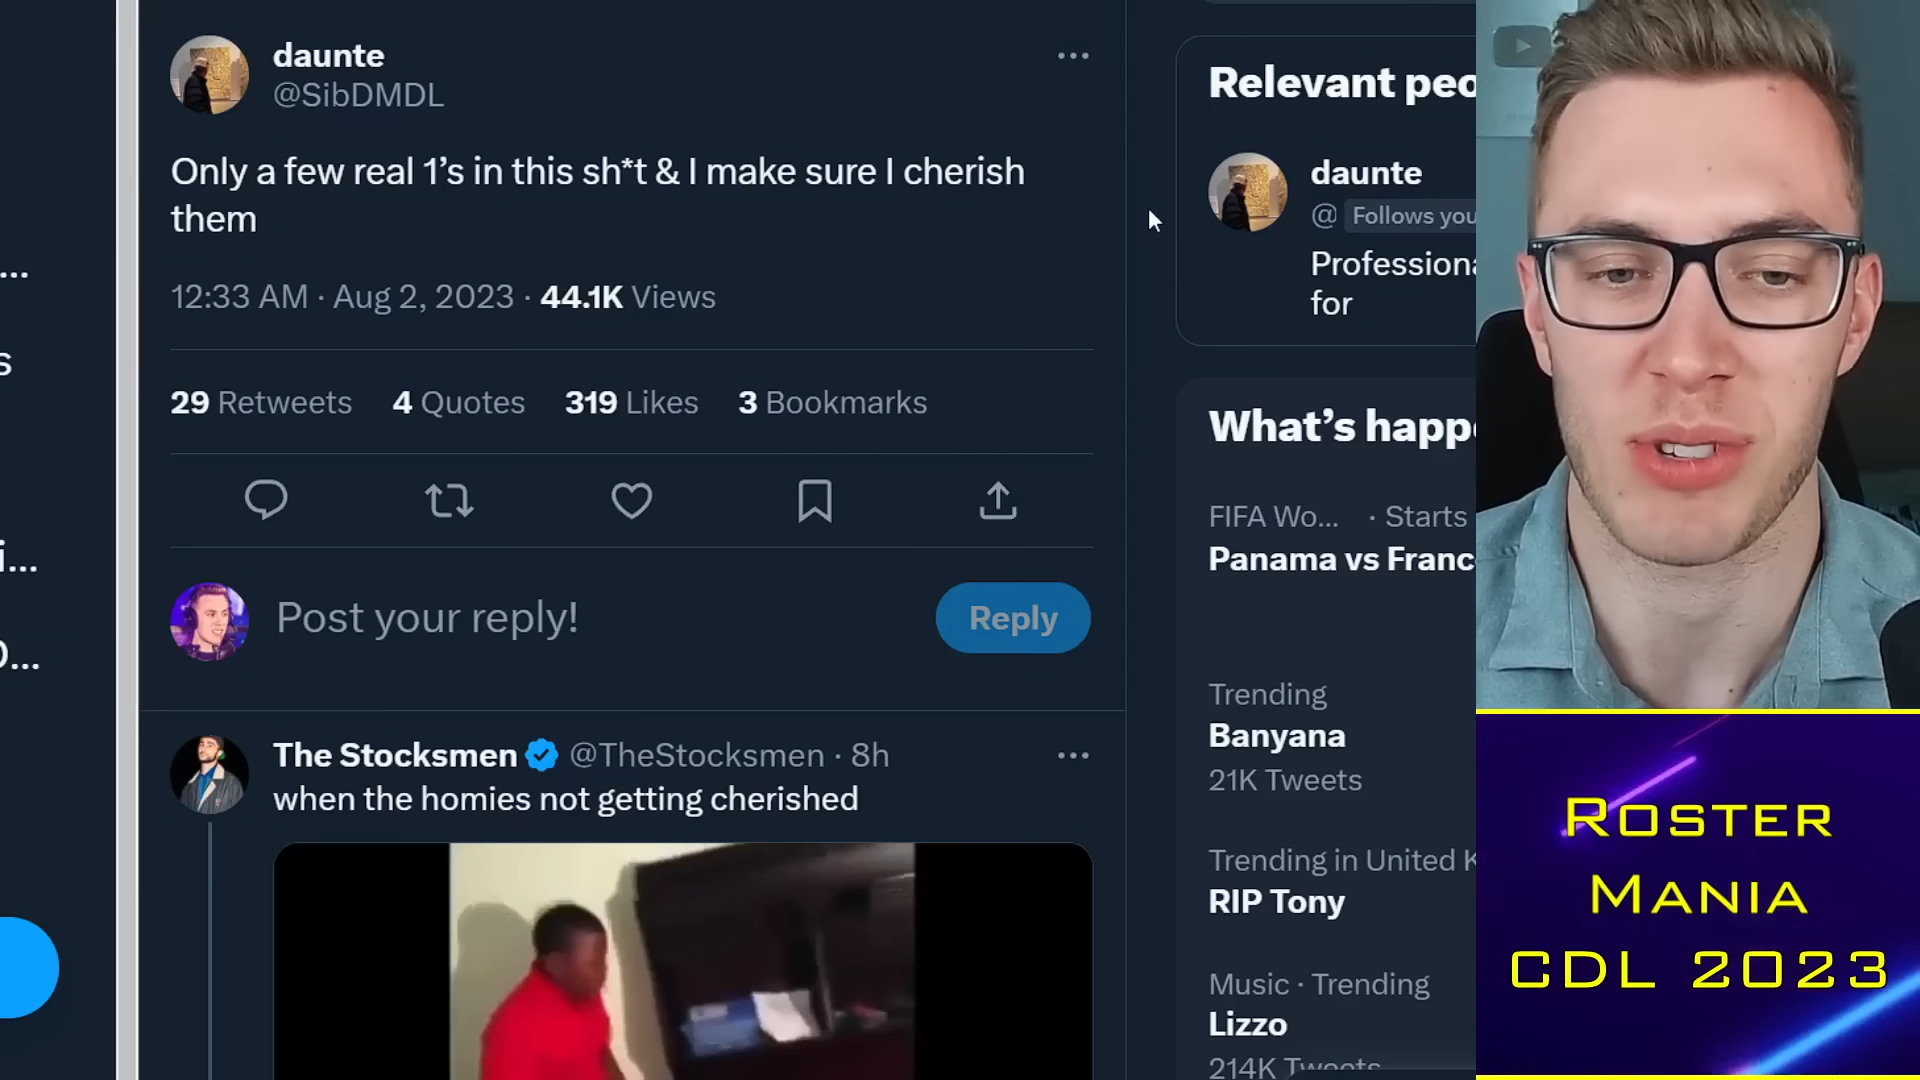 daunte
@SibDMDL
Only a few real 1's in this sh*t & I make sure I cherish
them
12:33 AM · Aug 2, 2023 · 44.1K Views
29 Retweets 4 Quotes 319 Likes 3 Bookmarks
Post your reply!
Reply
The Stocksmen @TheStocksmen · 8h
when the homies not getting cherished
Relevant peo
daunte
@ Follows you
Professiona
for
What's happe
FIFA Wo... · Starts
Panama vs Franc
Trending
Banyana
21K Tweets
Trending in United K
RIP Tony
Music · Trending
Lizzo
214K Tweets
ROSTER
MANIA
CDL 2023